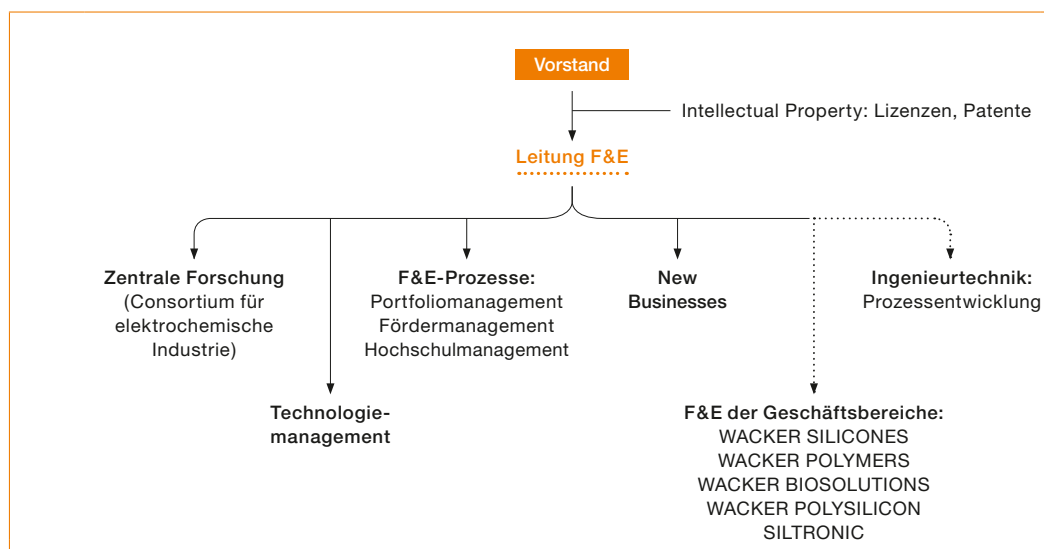 Vorstand
Intellectual Property: Lizenzen, Patente
Leitung F&E
Zentrale Forschung
(Consortium für
elektrochemische
Industrie)
Technologie-
management
F&E-Prozesse:
Portfoliomanagement
Fördermanagement
Hochschulmanagement
New
Businesses
F&E der Geschäftsbereiche:
WACKER SILICONES
WACKER POLYMERS
WACKER BIOSOLUTIONS
WACKER POLYSILICON
SILTRONIC
Ingenieurtechnik:
Prozessentwicklung